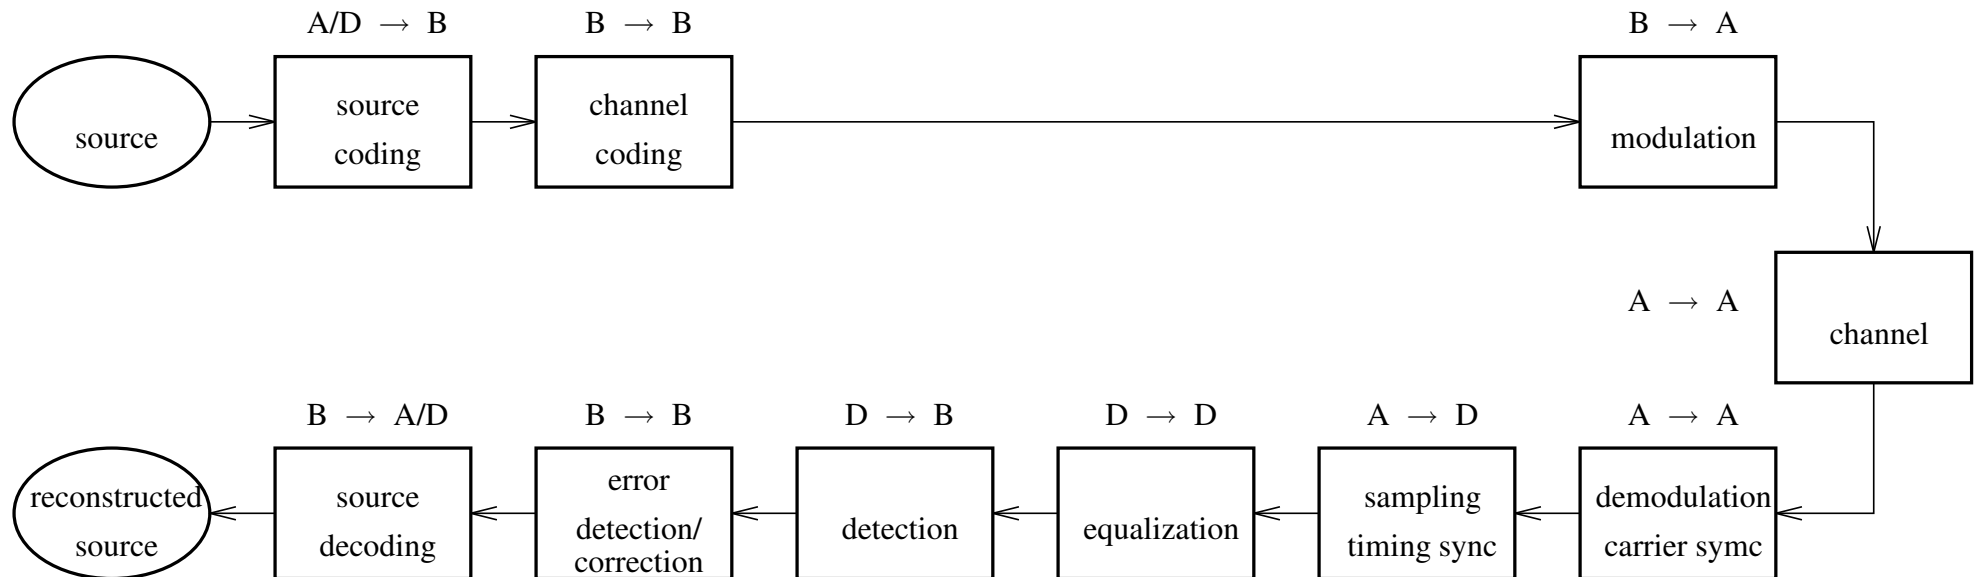 A/D → B
B → B
B → A
source
source
coding
channel
coding
modulation
A → A
channel
B → A/D
B → B
D → B
D → D
A → D
A → A
reconstructed
source
source
decoding
error
detection/
correction
detection
equalization
sampling
timing sync
demodulation
carrier symc